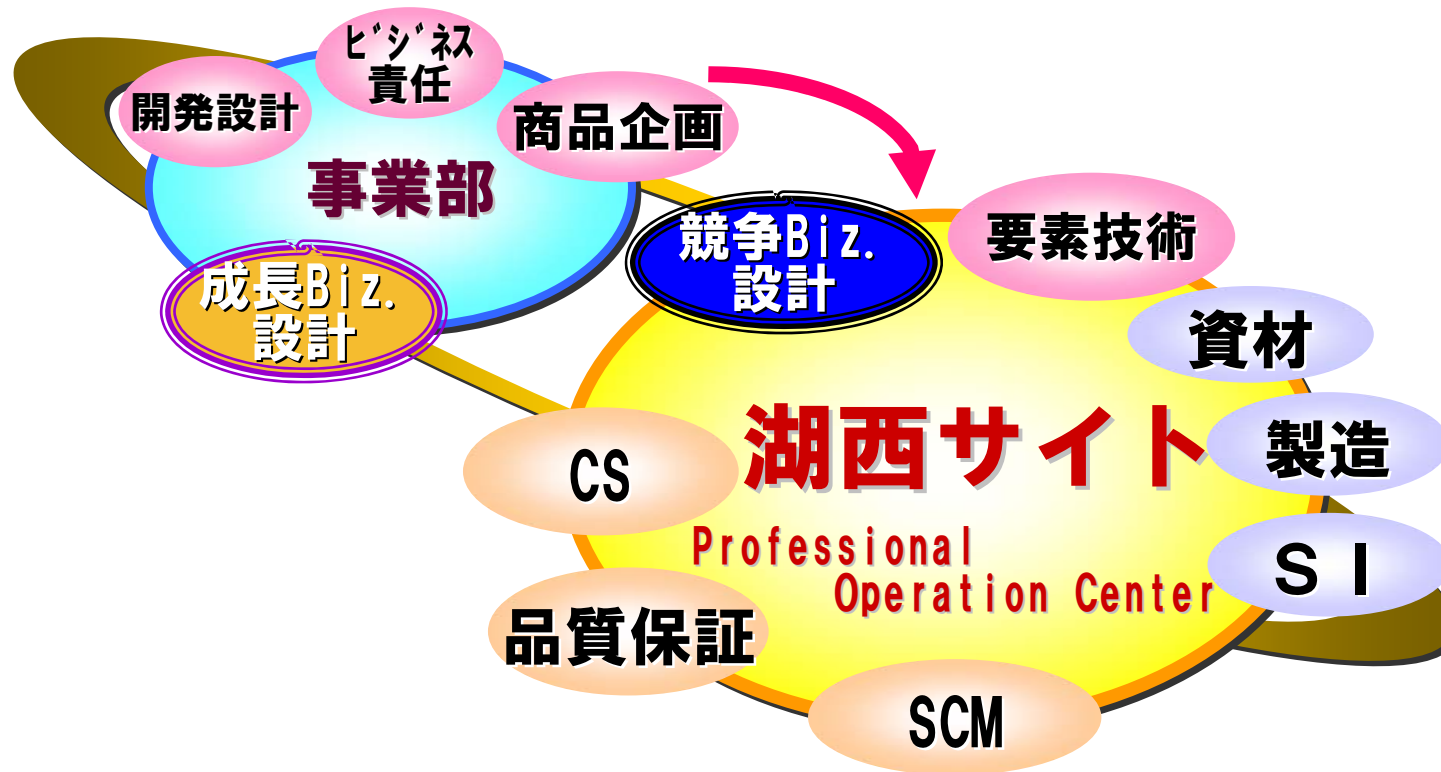 ビジネス
責任
開発設計
商品企画
事業部
成長Biz.
設計
競争Biz.
設計
要素技術
資材
製造
ＳＩ
湖西サイト
Professional
Operation Center
CS
品質保証
SCM